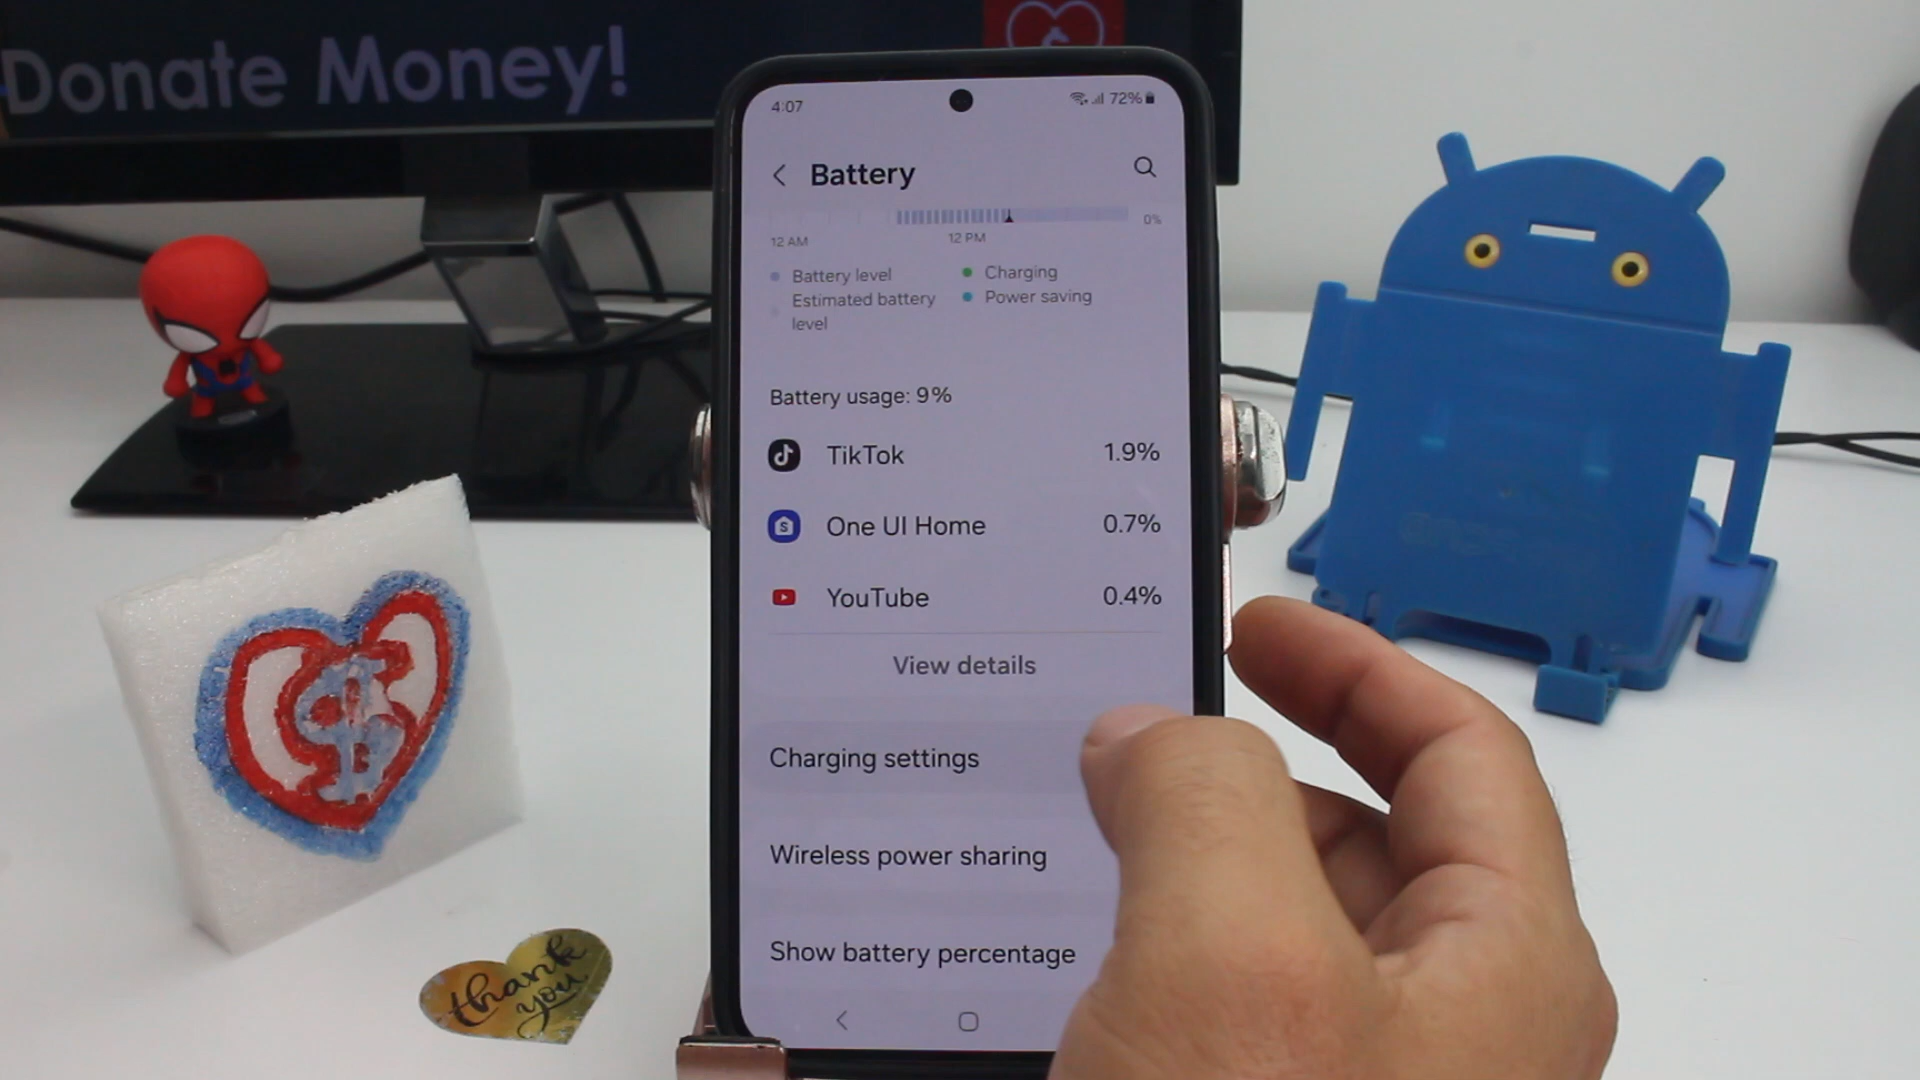 Donate Money!
4:07
72%
Battery
0%
12 AM
12 PM
Battery level
Charging
Estimated battery
level
Power saving
Battery usage: 9%
TikTok
1.9%
One UI Home
0.7%
YouTube
0.4%
View details
Charging settings
Wireless power sharing
Show battery percentage
thank
you